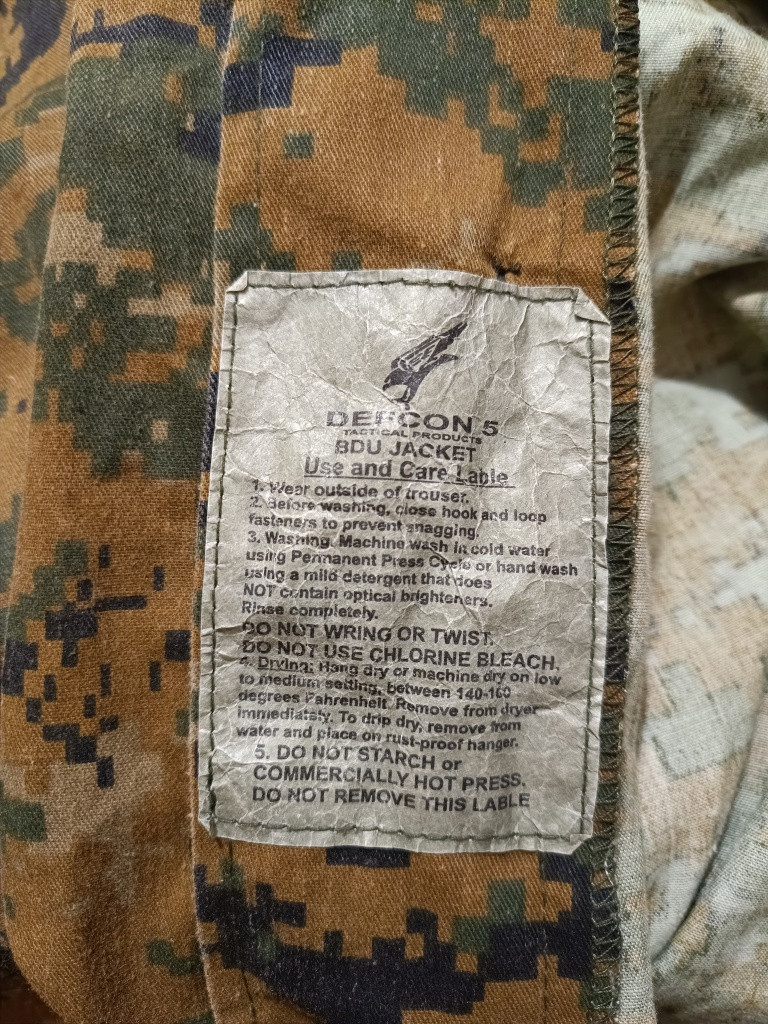 DEFCON 5
TACTICAL PRODUCTS
BDU JACKET
Use and Care Lable
1. Wear outside of trouser.
2. Before washing, close hook and loop
fasteners to prevent snagging.
3. Washing. Machine wash in cold water
using Permanent Press Cycle or hand wash
using a mild detergent that does
NOT contain optical brighteners.
Rinse completely.
DO NOT WRING OR TWIST.
DO NOT USE CHLORINE BLEACH.
4. Drying: Hang dry or machine dry on low
to medium setting, between 140-160
degrees Fahrenheit. Remove from dryer
immediately. To drip dry, remove from
water and place on rust-proof hanger.
5. DO NOT STARCH or
COMMERCIALLY HOT PRESS.
DO NOT REMOVE THIS LABLE